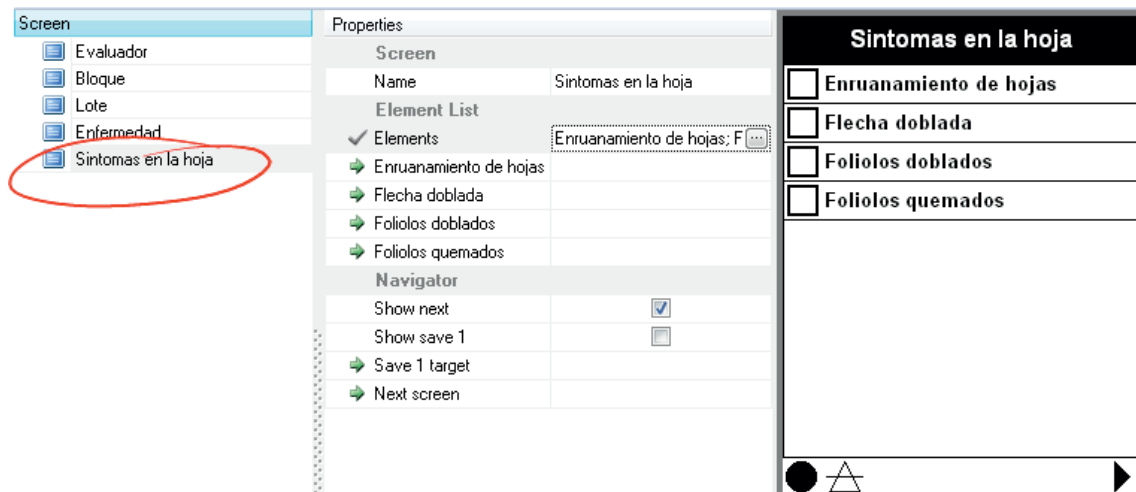 Screen
Evaluador
Bloque
Lote
Enfermedad
Sintomas en la hoja
Properties
Screen
Name Sintomas en la hoja
Element List
Elements Enruanamiento de hojas; F ...
Enruanamiento de hojas
Flecha doblada
Foliolos doblados
Foliolos quemados
Navigator
Show next
Show save 1
Save 1 target
Next screen
Sintomas en la hoja
Enruanamiento de hojas
Flecha doblada
Foliolos doblados
Foliolos quemados